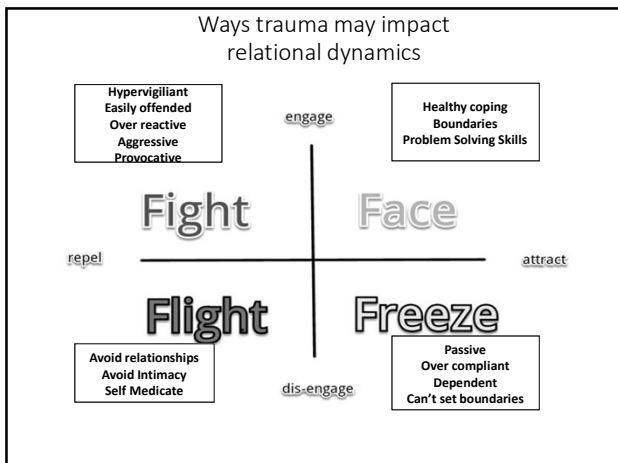 Ways trauma may impact
relational dynamics
Hypervigiliant
Easily offended
Over reactive
Aggressive
Provocative
engage
Healthy coping
Boundaries
Problem Solving Skills
Fight
Face
repel
attract
Flight
Freeze
Avoid relationships
Avoid Intimacy
Self Medicate
dis-engage
Passive
Over compliant
Dependent
Can't set boundaries